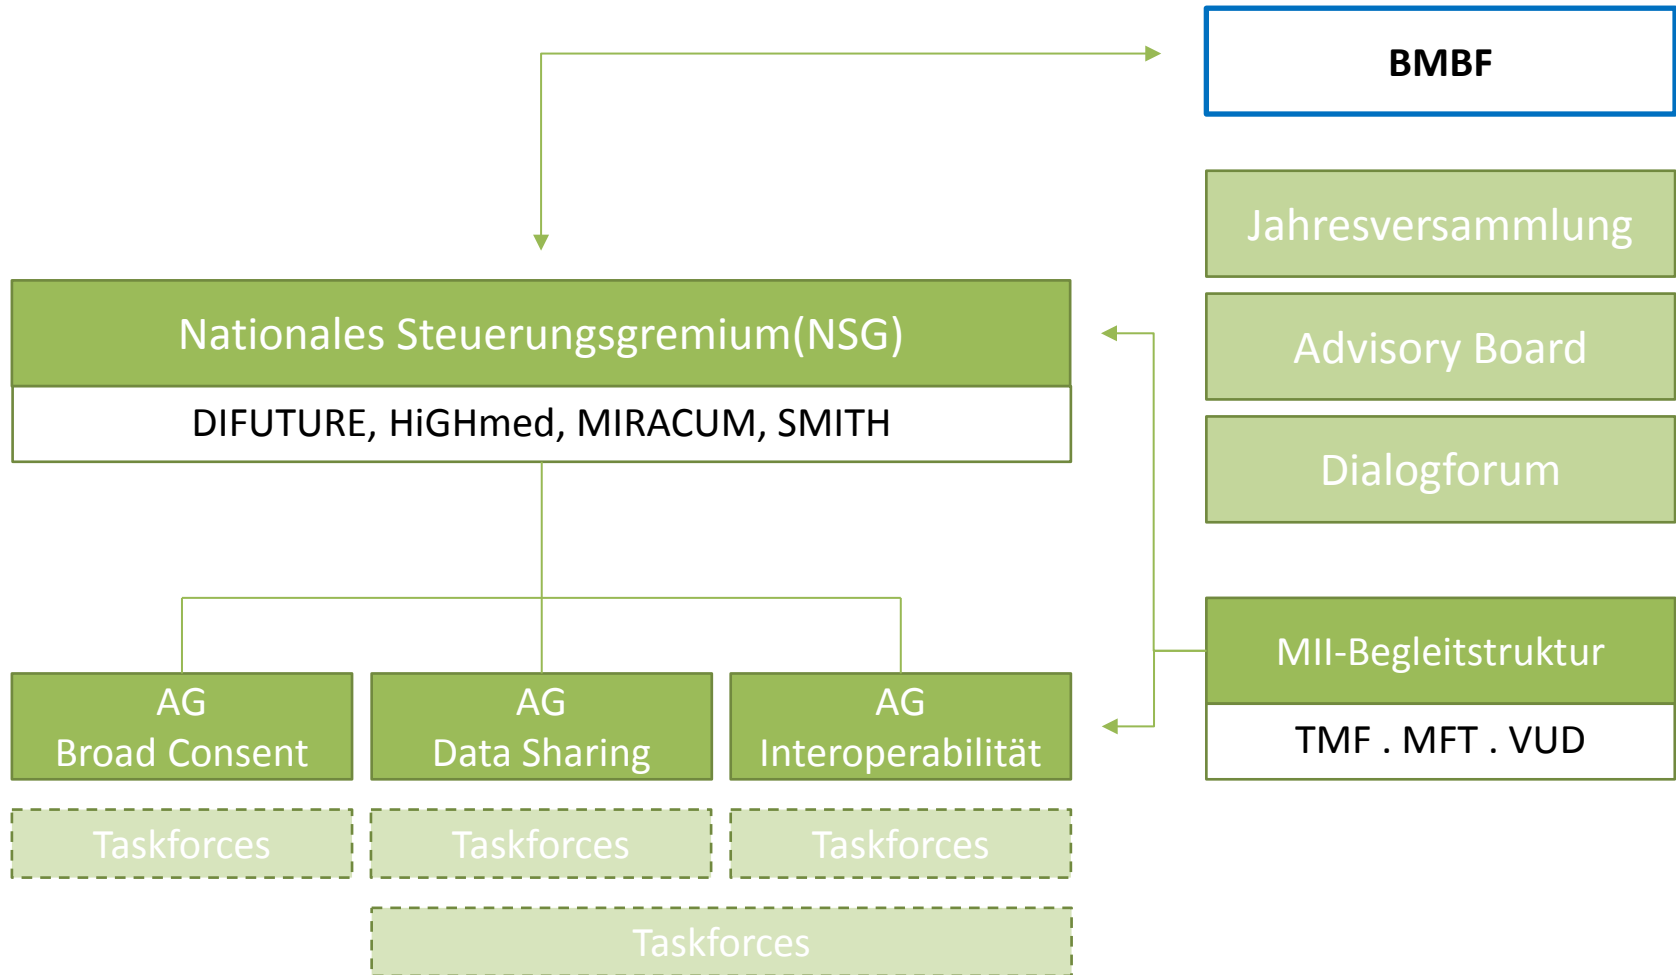 BMBF
Jahresversammlung
Nationales Steuerungsgremium(NSG)
Advisory Board
DIFUTURE, HiGHmed, MIRACUM, SMITH
Dialogforum
MII-Begleitstruktur
TMF . MFT . VUD
AG
Broad Consent
AG
Data Sharing
AG
Interoperabilität
Taskforces
Taskforces
Taskforces
Taskforces